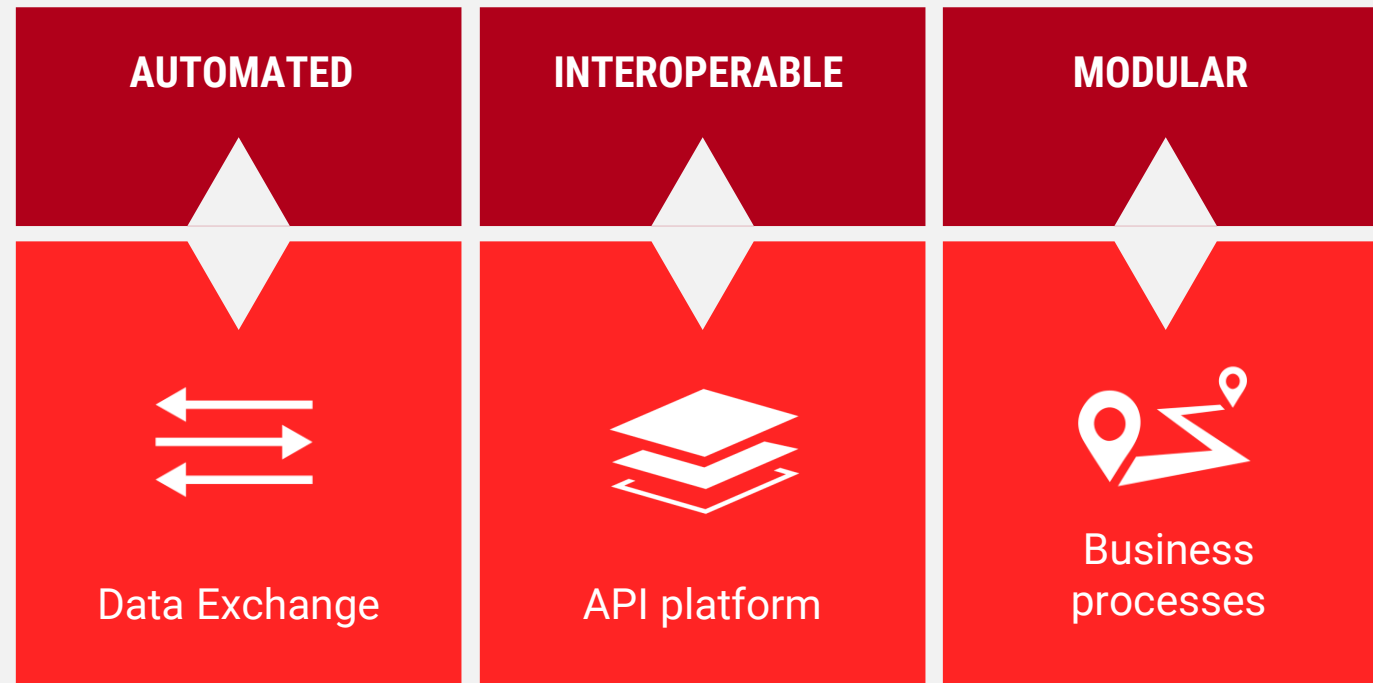 AUTOMATED
INTEROPERABLE
MODULAR
Data Exchange
API platform
Business
processes